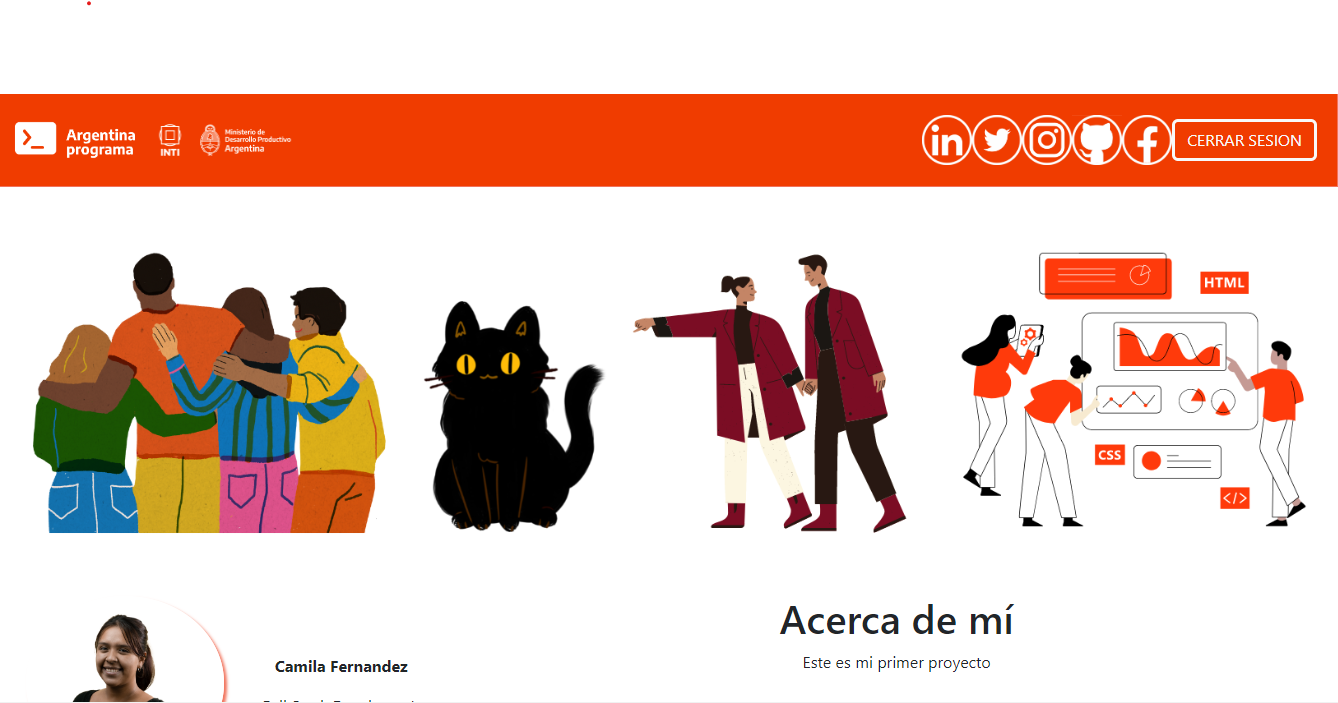 Argentina
programa
INTI
Ministerio de
Desarrollo Productivo
Argentina
CERRAR SESION
HTML
CSS
</>
Acerca de mí
Este es mi primer proyecto
Camila Fernandez